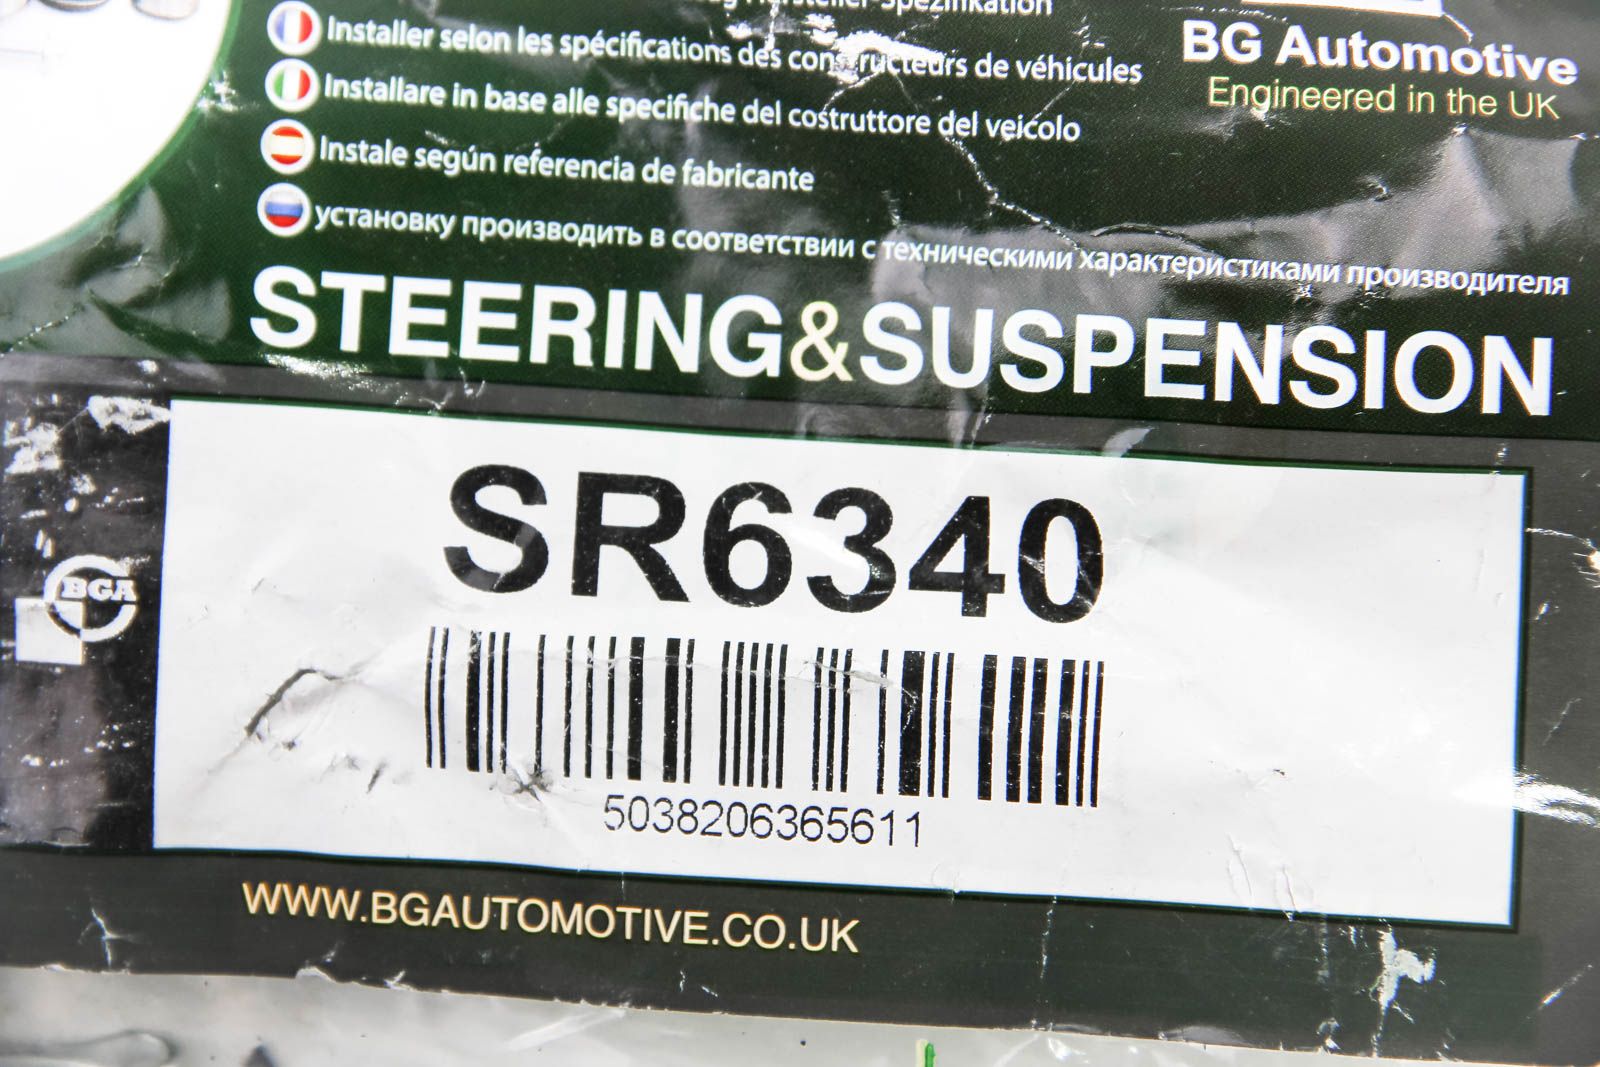 Installer selon les spécifications des constructeurs de véhicules
Installare in base alle specifiche del costruttore del veicolo
Instale según referencia de fabricante
установку производить в соответствии с техническими характеристиками производителя
BG Automotive
Engineered in the UK
STEERING&SUSPENSION
BGA
SR6340
5038206365611
WWW.BGAUTOMOTIVE.CO.UK